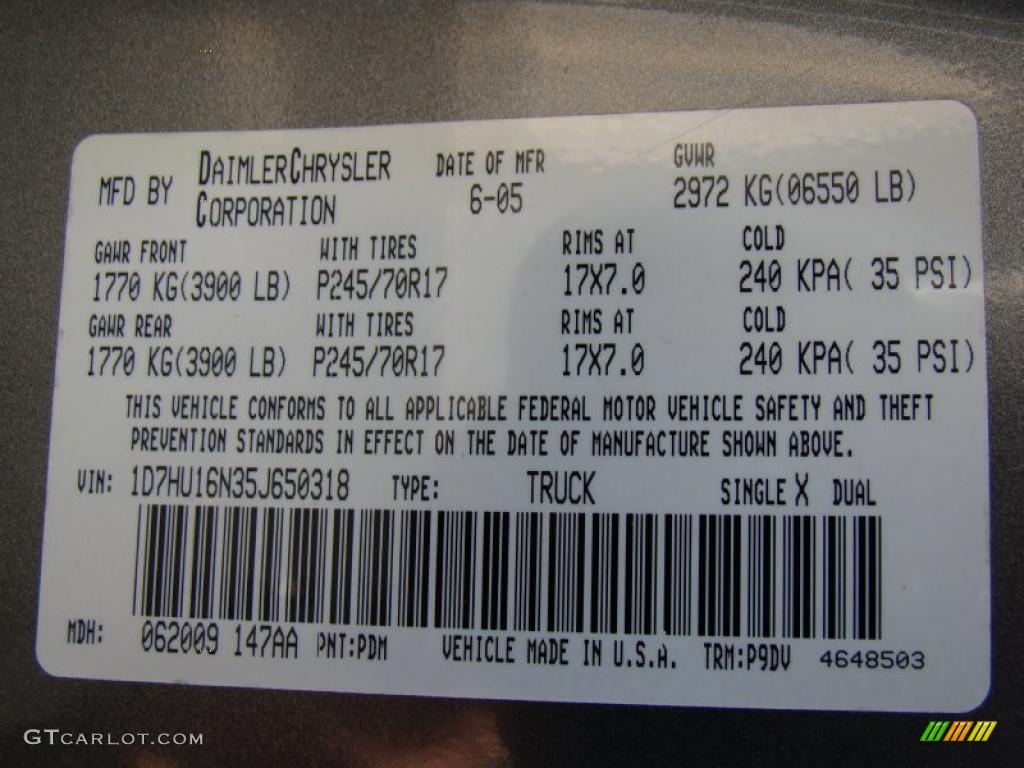 MFD BY DAIMLERCHRYSLER CORPORATION DATE OF MFR 6-05 GVWR 2972 KG(06550 LB)
GAWR FRONT WITH TIRES RIMS AT COLD
1770 KG(3900 LB) P245/70R17 17X7.0 240 KPA( 35 PSI)
GAWR REAR WITH TIRES RIMS AT COLD
1770 KG(3900 LB) P245/70R17 17X7.0 240 KPA( 35 PSI)
THIS VEHICLE CONFORMS TO ALL APPLICABLE FEDERAL MOTOR VEHICLE SAFETY AND THEFT
PREVENTION STANDARDS IN EFFECT ON THE DATE OF MANUFACTURE SHOWN ABOVE.
VIN: 1D7HU16N35J650318 TYPE: TRUCK SINGLE X DUAL
MDH: 062009 147AA PNT:PDM VEHICLE MADE IN U.S.A. TRM:P9DV 4648503
GTCARLOT.COM